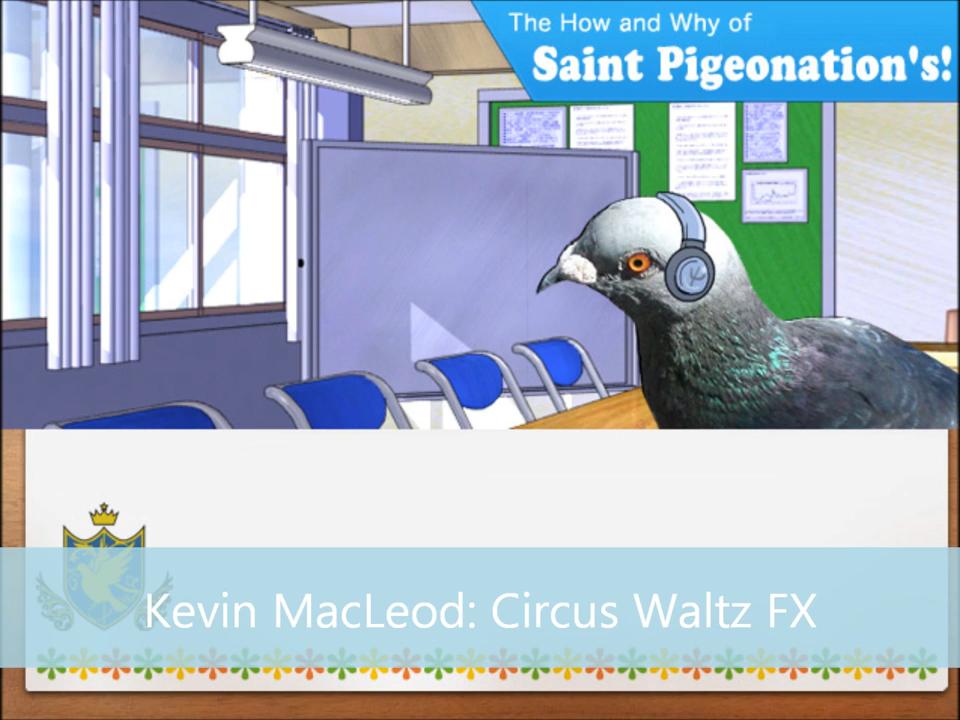 The How and Why of
Saint Pigeonation's!
Kevin MacLeod: Circus Waltz FX